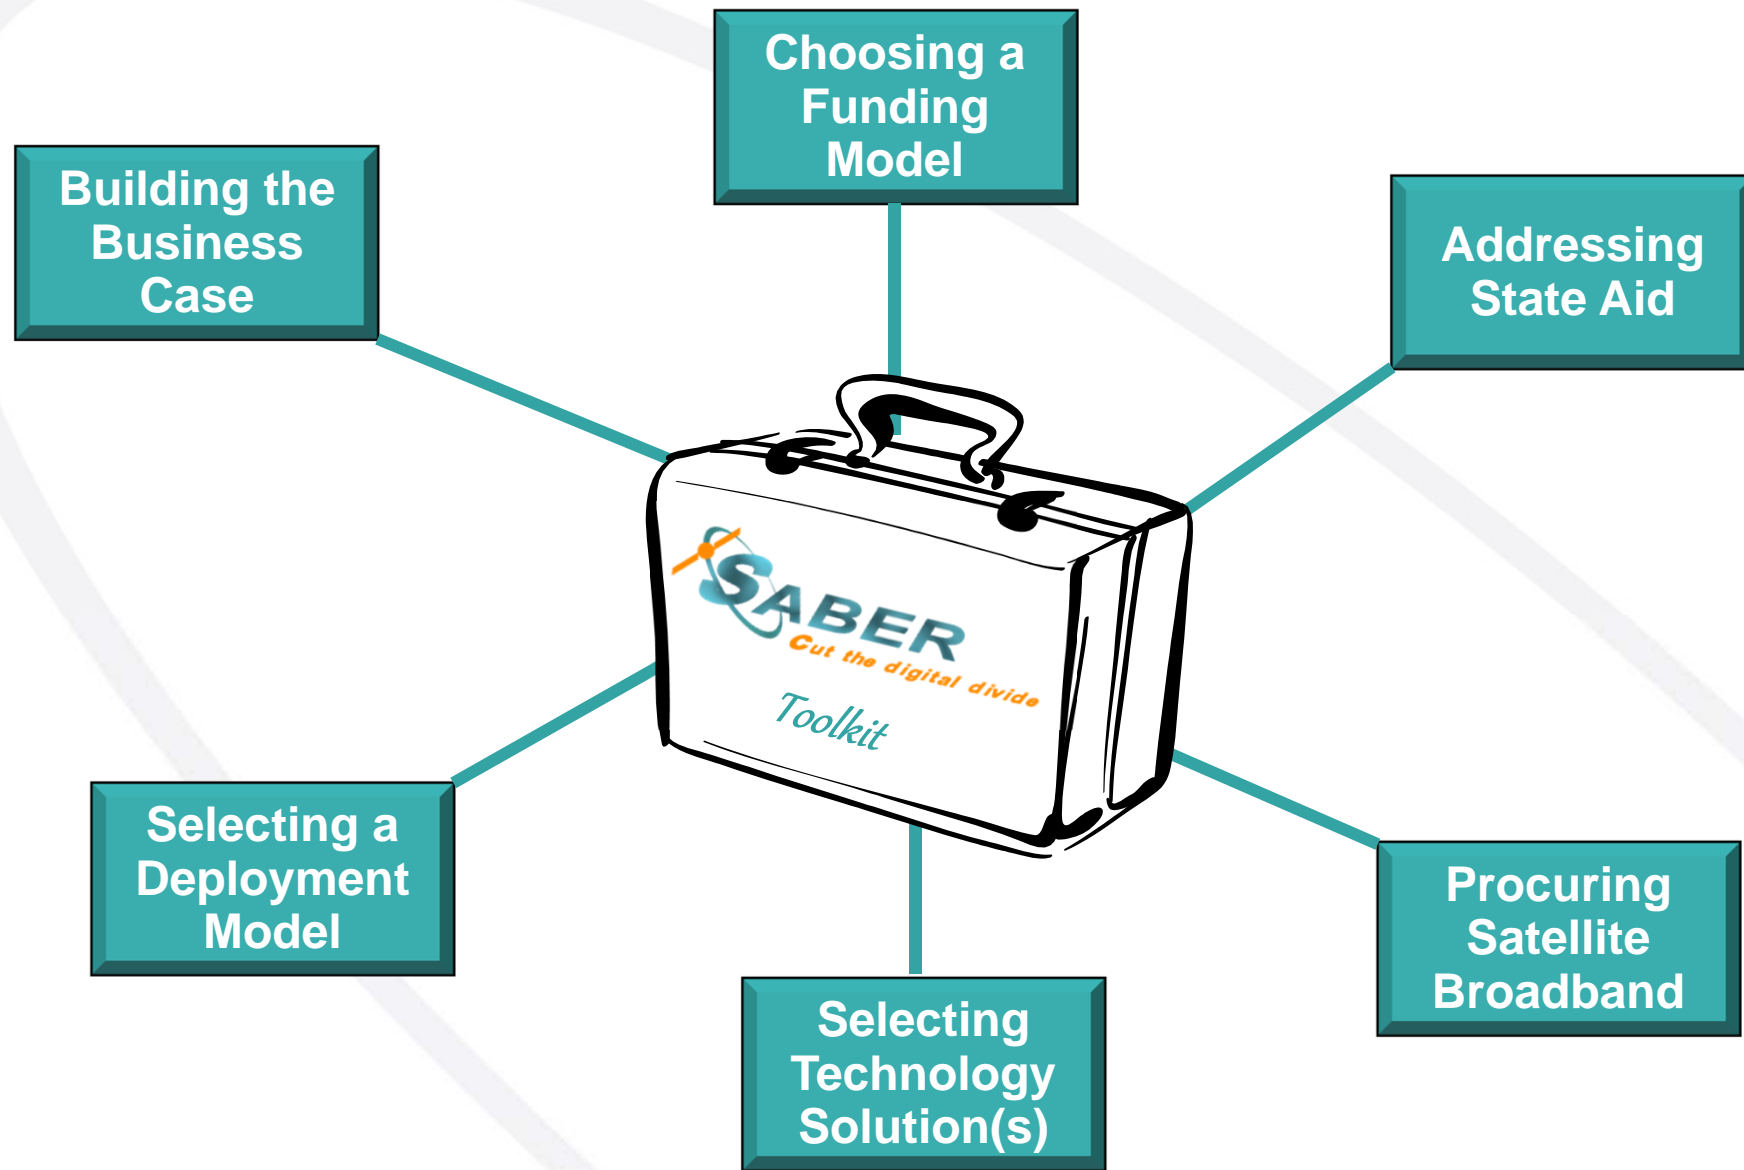 Choosing a
Funding
Model
Building the
Business
Case
Addressing
State Aid
SABER
Cut the digital divide
Toolkit
Selecting a
Deployment
Model
Procuring
Satellite
Broadband
Selecting
Technology
Solution(s)